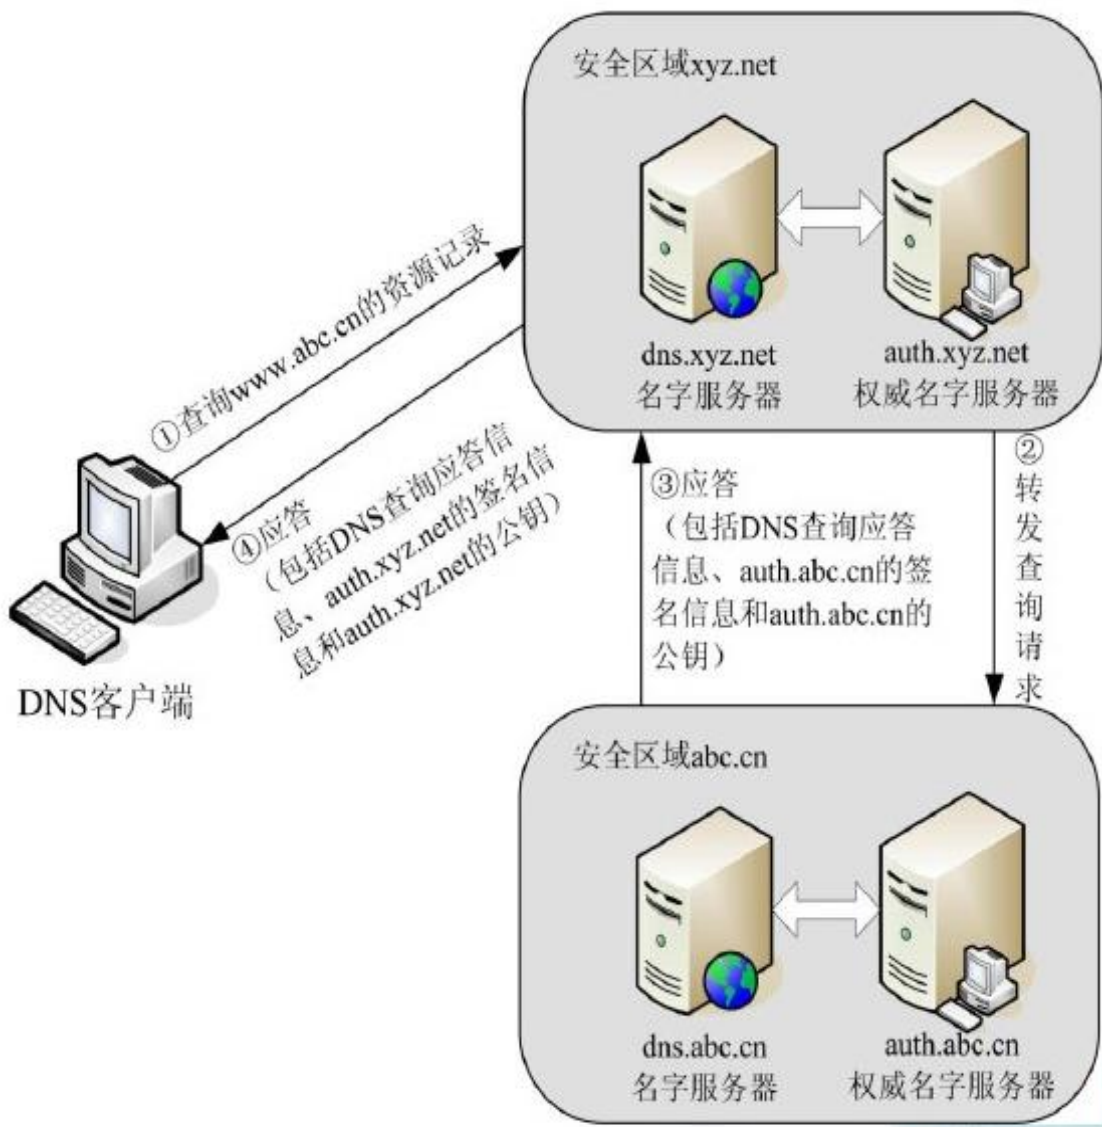 安全区域xyz.net
dns.xyz.net
名字服务器
auth.xyz.net
权威名字服务器
①查询www.abc.cn的资源记录
④应答
（包括DNS查询应答信
息、auth.xyz.net的签名信
息和auth.xyz.net的公钥）
DNS客户端
③应答
（包括DNS查询应答
信息、auth.abc.cn的签
名信息和auth.abc.cn的
公钥）
②
转
发
查
询
请
求
安全区域abc.cn
dns.abc.cn
名字服务器
auth.abc.cn
权威名字服务器